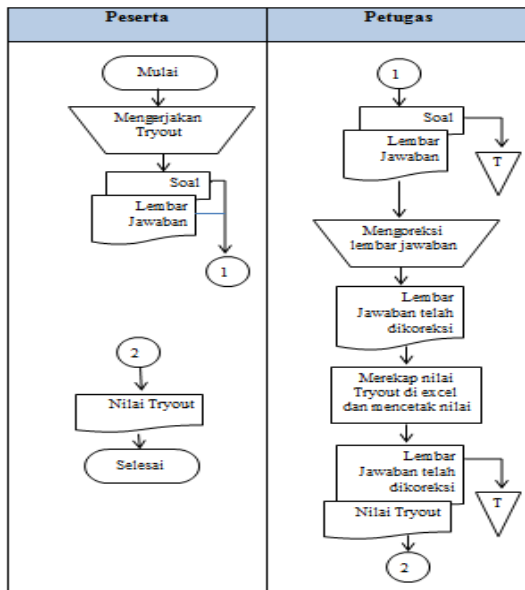 Peserta
Mulai
Mengerjakan
Tryout
Soal
Lembar
Jawaban
1
2
Nilai Tryout
Selesai
Petugas
1
Soal
Lembar
Jawaban
T
Mengoreksi
lembar jawaban
Lembar
Jawaban telah
dikoreksi
Merekap nilai
Tryout di excel
dan mencetak nilai
Lembar
Jawaban telah
dikoreksi
T
Nilai Tryout
2